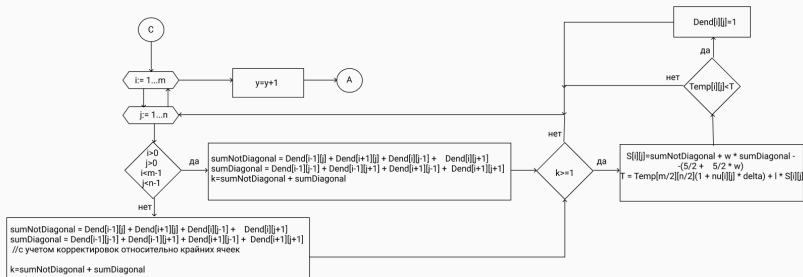 C
i:= 1...m
y=y+1
A
j:= 1...n
i>0
j>0
i<m-1
j<n-1
да
нет
sumNotDiagonal = Dend[i-1][j] + Dend[i+1][j] + Dend[i][j-1] + Dend[i][j+1]
sumDiagonal = Dend[i-1][j-1] + Dend[i-1][j+1] + Dend[i+1][j-1] + Dend[i+1][j+1]
k=sumNotDiagonal + sumDiagonal
sumNotDiagonal = Dend[i-1][j] + Dend[i+1][j] + Dend[i][j-1] + Dend[i][j+1]
sumDiagonal = Dend[i-1][j-1] + Dend[i-1][j+1] + Dend[i+1][j-1] + Dend[i+1][j+1]
//с учетом корректировок относительно крайних ячеек
k=sumNotDiagonal + sumDiagonal
нет
k>=1
да
S[i][j]=sumNotDiagonal + w * sumDiagonal -
-(5/2 + 5/2 * w)
T = Temp[m/2][n/2](1 + nu[i][j] * delta) + l * S[i][j]
Temp[i][j]<T
нет
да
Dend[i][j]=1